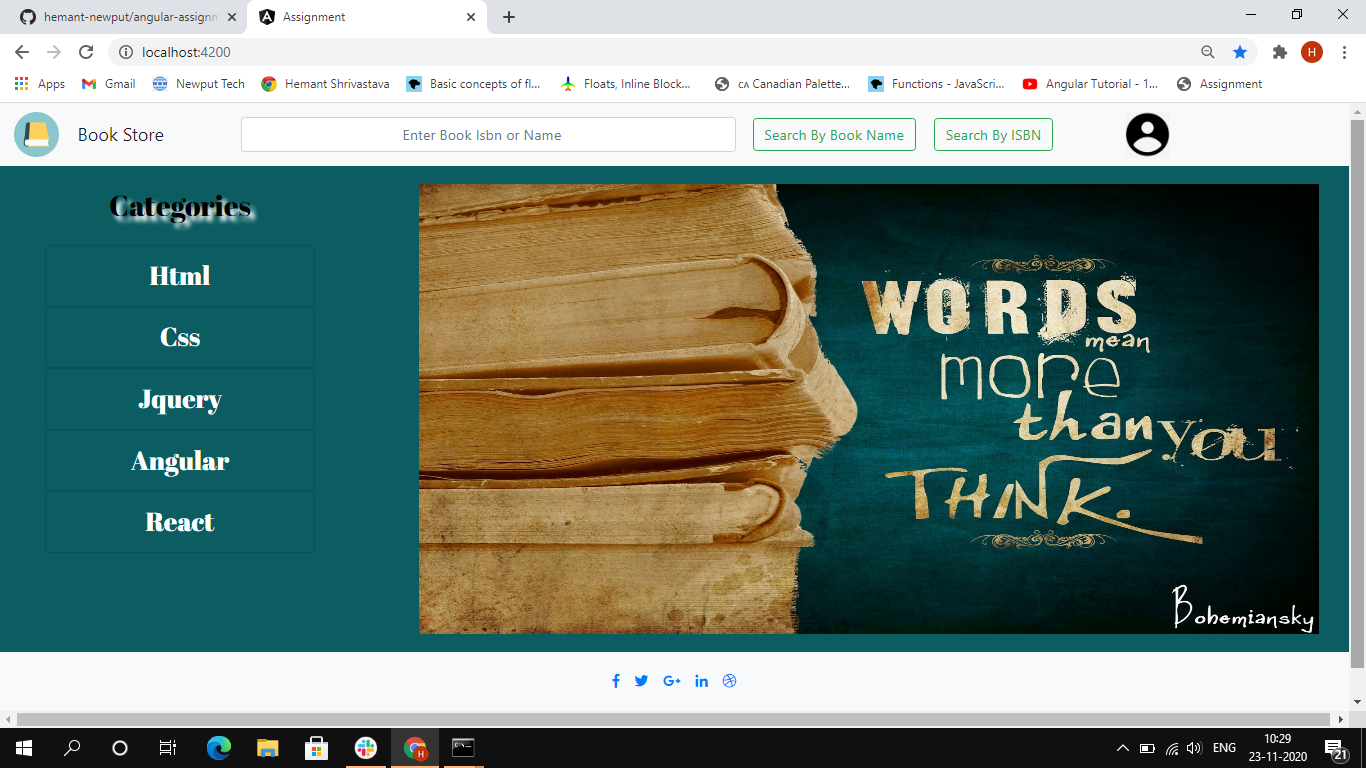 hemant-newput/angular-assignm
Assignment
localhost:4200
H
Apps
Gmail
Newput Tech
Hemant Shrivastava
Basic concepts of fl...
Floats, Inline Block...
CA Canadian Palette...
Functions - JavaScri...
Angular Tutorial - 1...
Assignment
Book Store
Enter Book Isbn or Name
Search By Book Name
Search By ISBN
Categories
Html
Css
Jquery
Angular
React
WORDS
mean
more
than you
THINK.
Bohemiansky
G+
in
H
ENG
10:29
23-11-2020
21